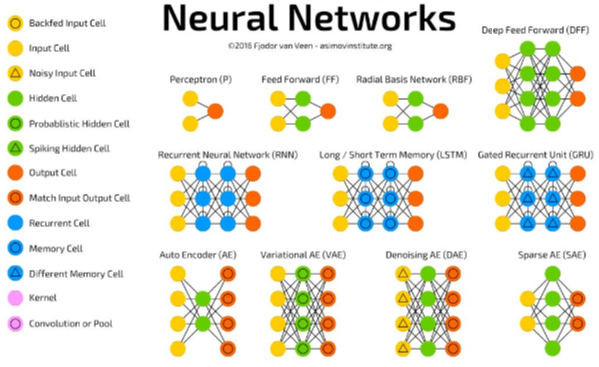 Neural Networks
©2016 Fjodor van Veen - asimovinstitute.org
Backfed Input Cell
Input Cell
Noisy Input Cell
Hidden Cell
Probablistic Hidden Cell
Spiking Hidden Cell
Output Cell
Match Input Output Cell
Recurrent Cell
Memory Cell
Different Memory Cell
Kernel
Convolution or Pool
Deep Feed Forward (DFF)
Perceptron (P)
Feed Forward (FF)
Radial Basis Network (RBF)
Recurrent Neural Network (RNN)
Long / Short Term Memory (LSTM)
Gated Recurrent Unit (GRU)
Auto Encoder (AE)
Variational AE (VAE)
Denoising AE (DAE)
Sparse AE (SAE)